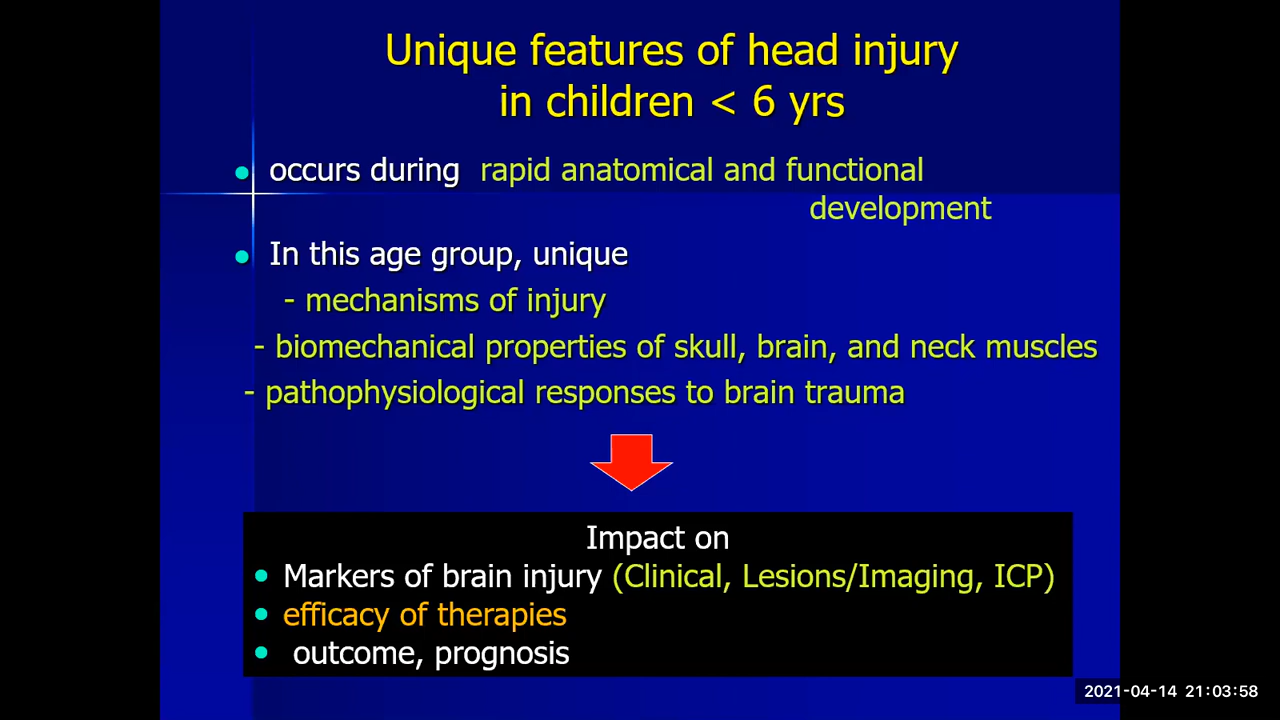 Unique features of head injury
in children < 6 yrs
• occurs during rapid anatomical and functional
development
• In this age group, unique
- mechanisms of injury
- biomechanical properties of skull, brain, and neck muscles
- pathophysiological responses to brain trauma
Impact on
• Markers of brain injury (Clinical, Lesions/Imaging, ICP)
• efficacy of therapies
• outcome, prognosis
2021-04-14 21:03:58